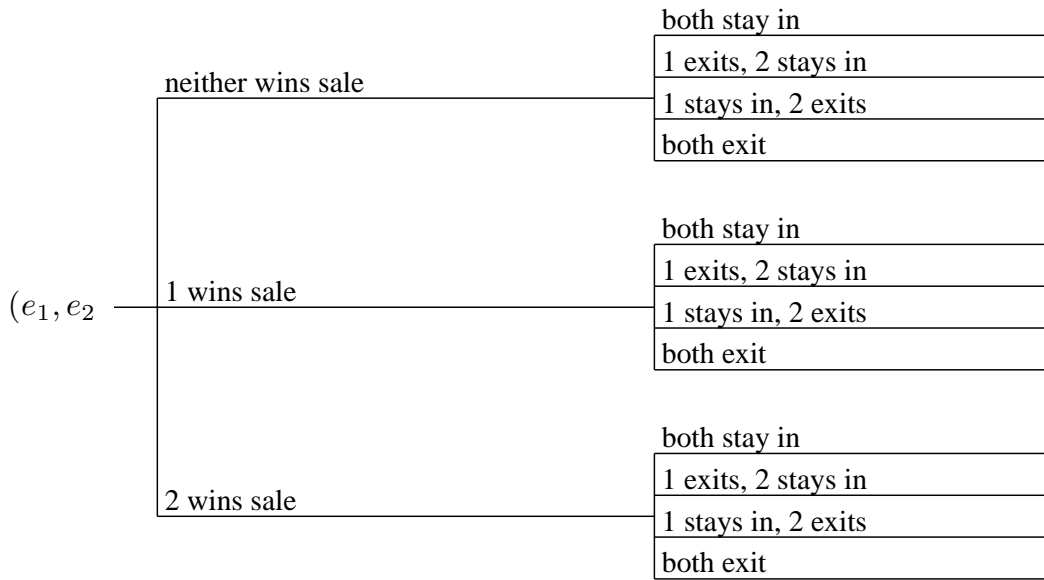 both stay in
1 exits, 2 stays in
neither wins sale
1 stays in, 2 exits
both exit
both stay in
1 exits, 2 stays in
(e₁, e₂
1 wins sale
1 stays in, 2 exits
both exit
both stay in
1 exits, 2 stays in
2 wins sale
1 stays in, 2 exits
both exit